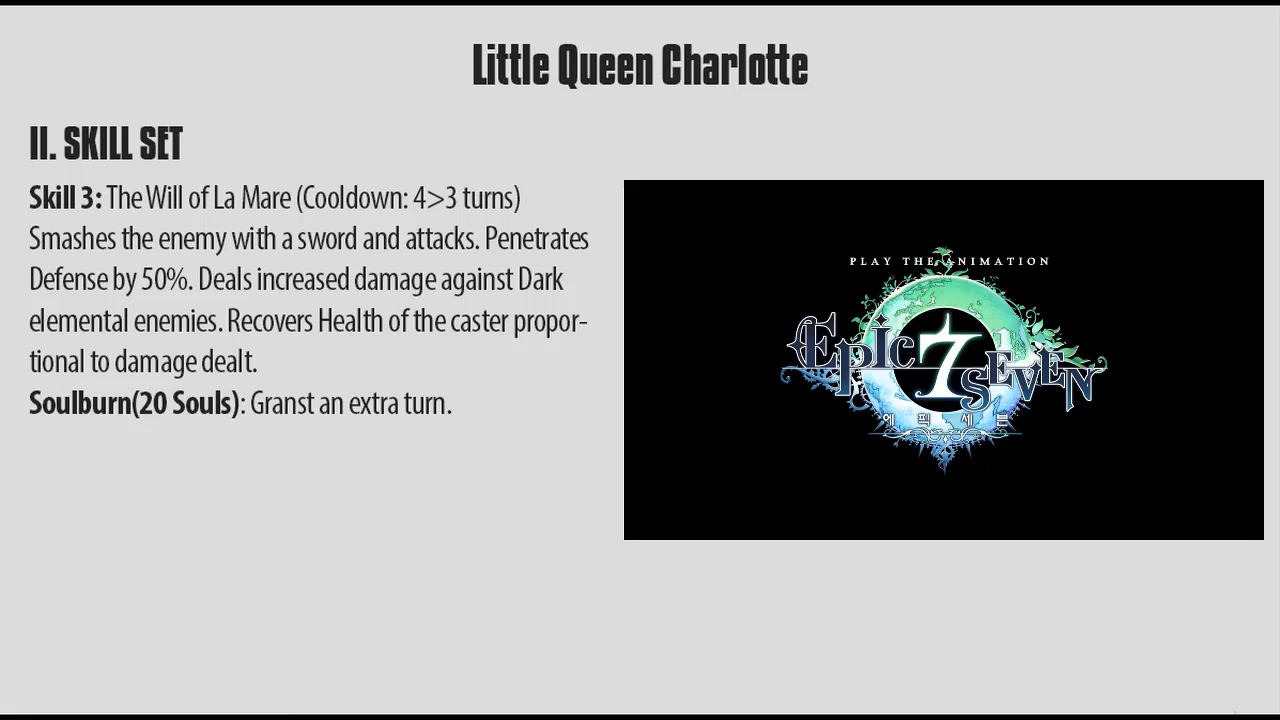 Little Queen Charlotte
II. SKILL SET
Skill 3: The Will of La Mare (Cooldown: 4>3 turns)
Smashes the enemy with a sword and attacks. Penetrates
Defense by 50%. Deals increased damage against Dark
elemental enemies. Recovers Health of the caster propor-
tional to damage dealt.
Soulburn(20 Souls): Granst an extra turn.
PLAY THE ANIMATION
EPIC 7 SEVEN
에픽세븐